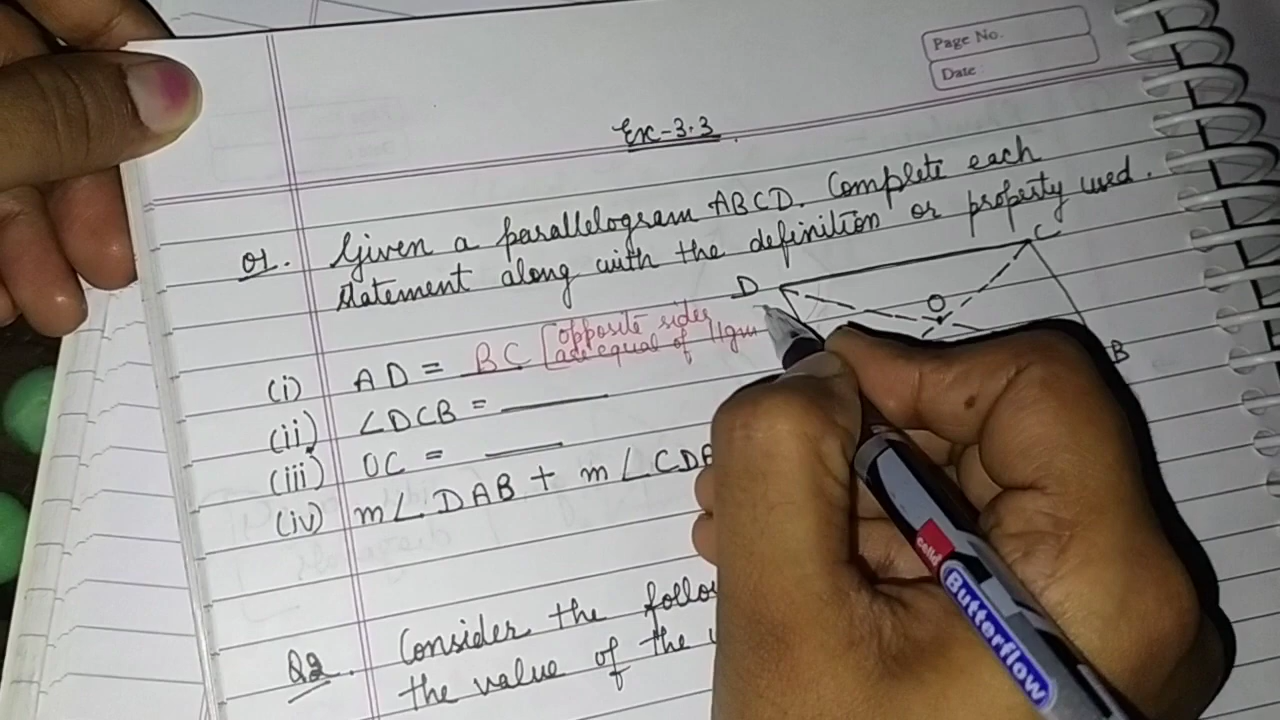 Page No.
Date
Ex-3.3.
Q1. Given a parallelogram ABCD. Complete each
statement along with the definition or property used.
D
C
O
B
(i) AD = BC [opposite sides
are equal of ||gm
(ii) ∠DCB = ______
(iii) OC = ______
(iv) m∠DAB + m∠CDA
Q2. Consider the follo
the value of the
cello
Butterflow